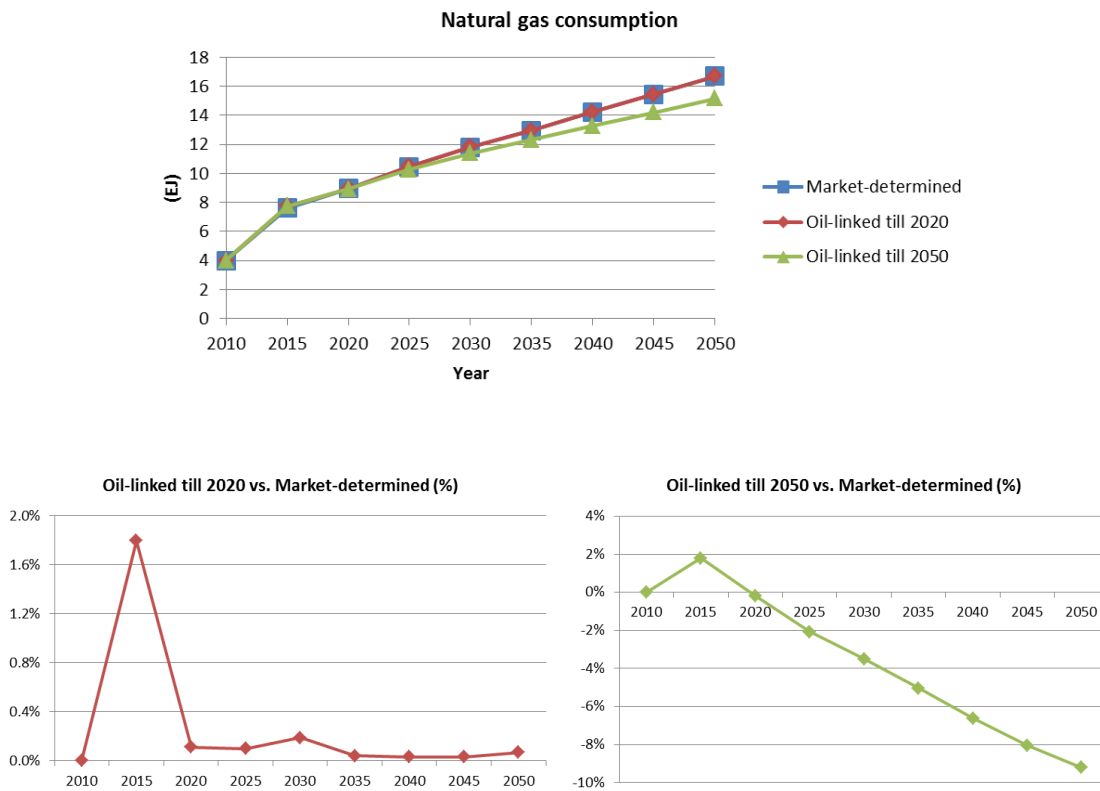 Natural gas consumption
18
16
14
12
10
8
6
4
2
0
(EJ)
2010 2015 2020 2025 2030 2035 2040 2045 2050
Year
Market-determined
Oil-linked till 2020
Oil-linked till 2050
Oil-linked till 2020 vs. Market-determined (%)
2.0%
1.6%
1.2%
0.8%
0.4%
0.0%
2010 2015 2020 2025 2030 2035 2040 2045 2050
Oil-linked till 2050 vs. Market-determined (%)
4%
2%
0%
-2%
-4%
-6%
-8%
-10%
2010 2015 2020 2025 2030 2035 2040 2045 2050